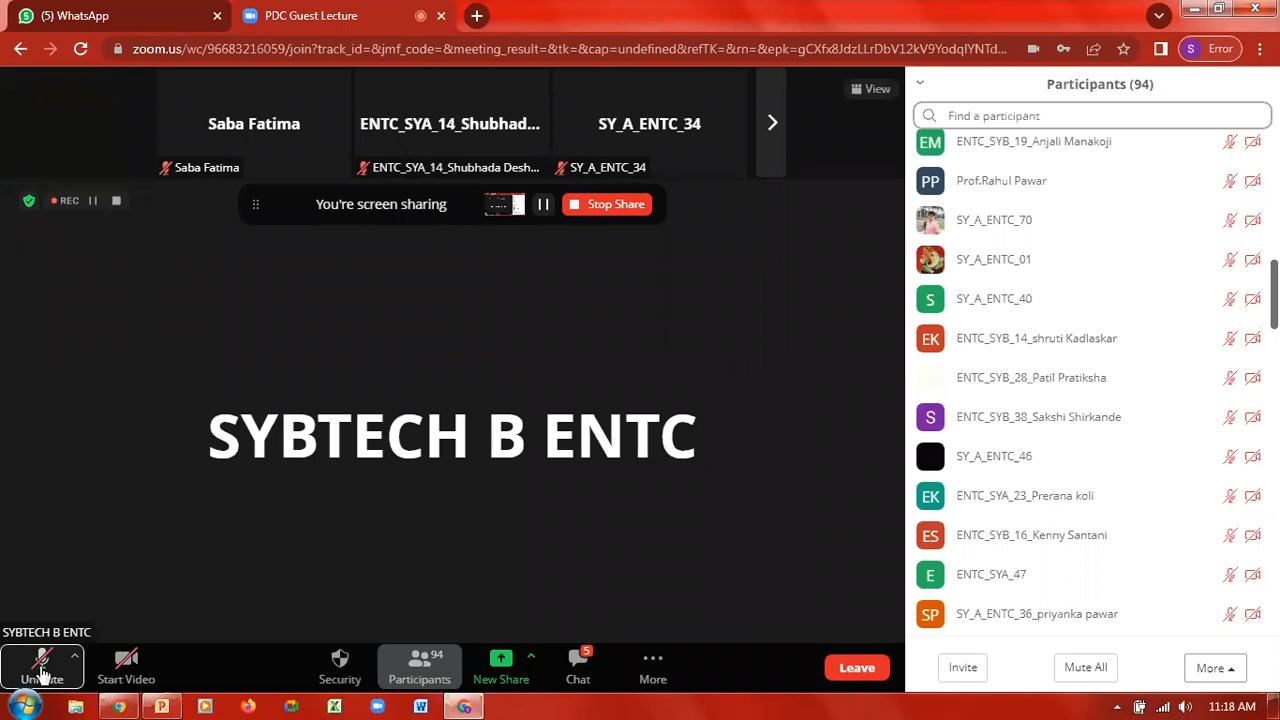 (5) WhatsApp
PDC Guest Lecture
zoom.us/wc/96683216059/join?track_id=&jmf_code=&meeting_result=&tk=&cap=undefined&refTK=&rn=&epk=gCXfx8JdzLLrDbV12kV9YodqlYNTd...
S
Error
Saba Fatima
ENTC_SYA_14_Shubhad...
SY_A_ENTC_34
View
Saba Fatima
ENTC_SYA_14_Shubhada Desh...
SY_A_ENTC_34
REC
You're screen sharing
Stop Share
SYBTECH B ENTC
SYBTECH B ENTC
Unmute
Start Video
Security
94
Participants
New Share
5
Chat
More
Leave
Participants (94)
Find a participant
EM ENTC_SYB_19_Anjali Manakoji
PP Prof.Rahul Pawar
SY_A_ENTC_70
SY_A_ENTC_01
S SY_A_ENTC_40
EK ENTC_SYB_14_shruti Kadlaskar
ENTC_SYB_28_Patil Pratiksha
S ENTC_SYB_38_Sakshi Shirkande
SY_A_ENTC_46
EK ENTC_SYA_23_Prerana koli
ES ENTC_SYB_16_Kenny Santani
E ENTC_SYA_47
SP SY_A_ENTC_36_priyanka pawar
Invite
Mute All
More
11:18 AM